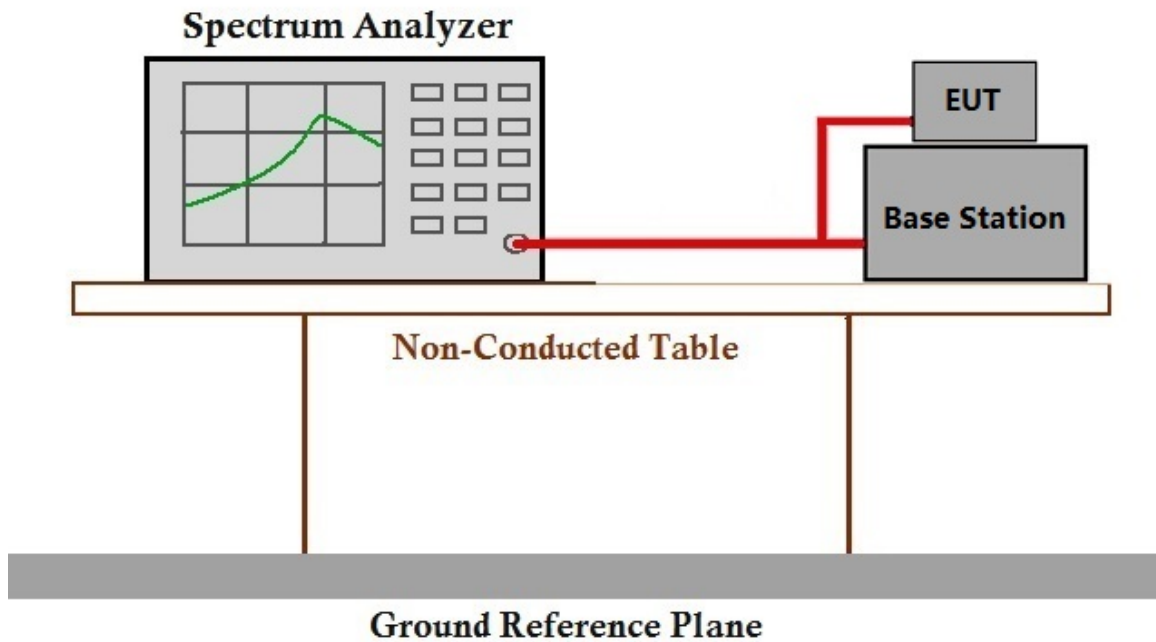 Spectrum Analyzer
EUT
Base Station
Non-Conducted Table
Ground Reference Plane